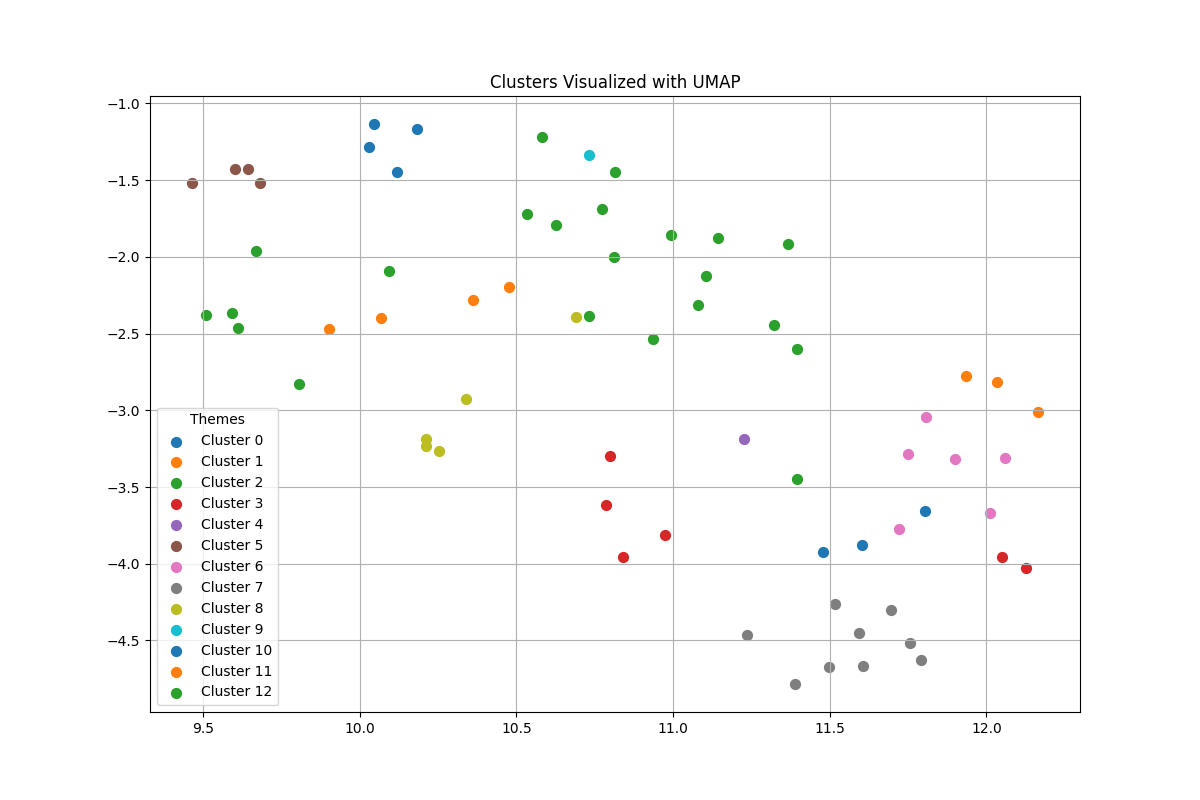 Clusters Visualized with UMAP
−1.0
−1.5
−2.0
−2.5
−3.0
−3.5
−4.0
−4.5
Themes
Cluster 0
Cluster 1
Cluster 2
Cluster 3
Cluster 4
Cluster 5
Cluster 6
Cluster 7
Cluster 8
Cluster 9
Cluster 10
Cluster 11
Cluster 12
9.5 10.0 10.5 11.0 11.5 12.0